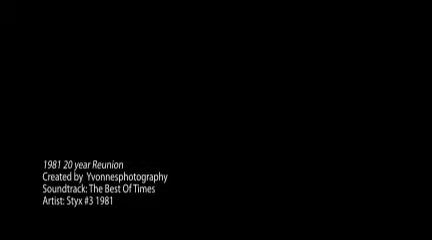 1981 20 year Reunion
Created by Yvonnesphotography
Soundtrack: The Best Of Times
Artist: Styx #3 1981